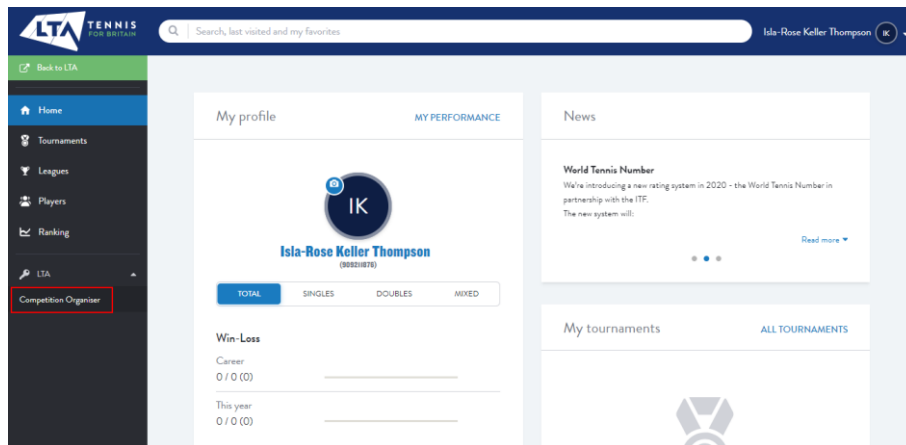 LTA TENNIS
FOR BRITAIN
Search, last visited and my favorites
Isla-Rose Keller Thompson IK
Back to LTA
Home
Tournaments
Leagues
Players
Ranking
LTA
Competition Organiser
My profile
MY PERFORMANCE
IK
Isla-Rose Keller Thompson
(909211876)
TOTAL SINGLES DOUBLES MIXED
Win-Loss
Career
0 / 0 (0)
This year
0 / 0 (0)
News
World Tennis Number
We're introducing a new rating system in 2020 - the World Tennis Number in
partnership with the ITF.
The new system will:
Read more
My tournaments
ALL TOURNAMENTS